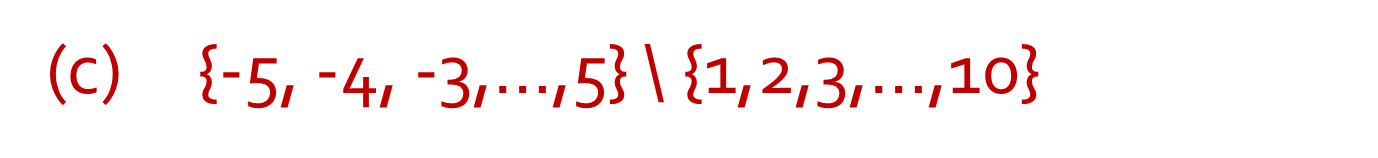 (c) {-5, -4, -3,...,5} \ {1,2,3,...,10}